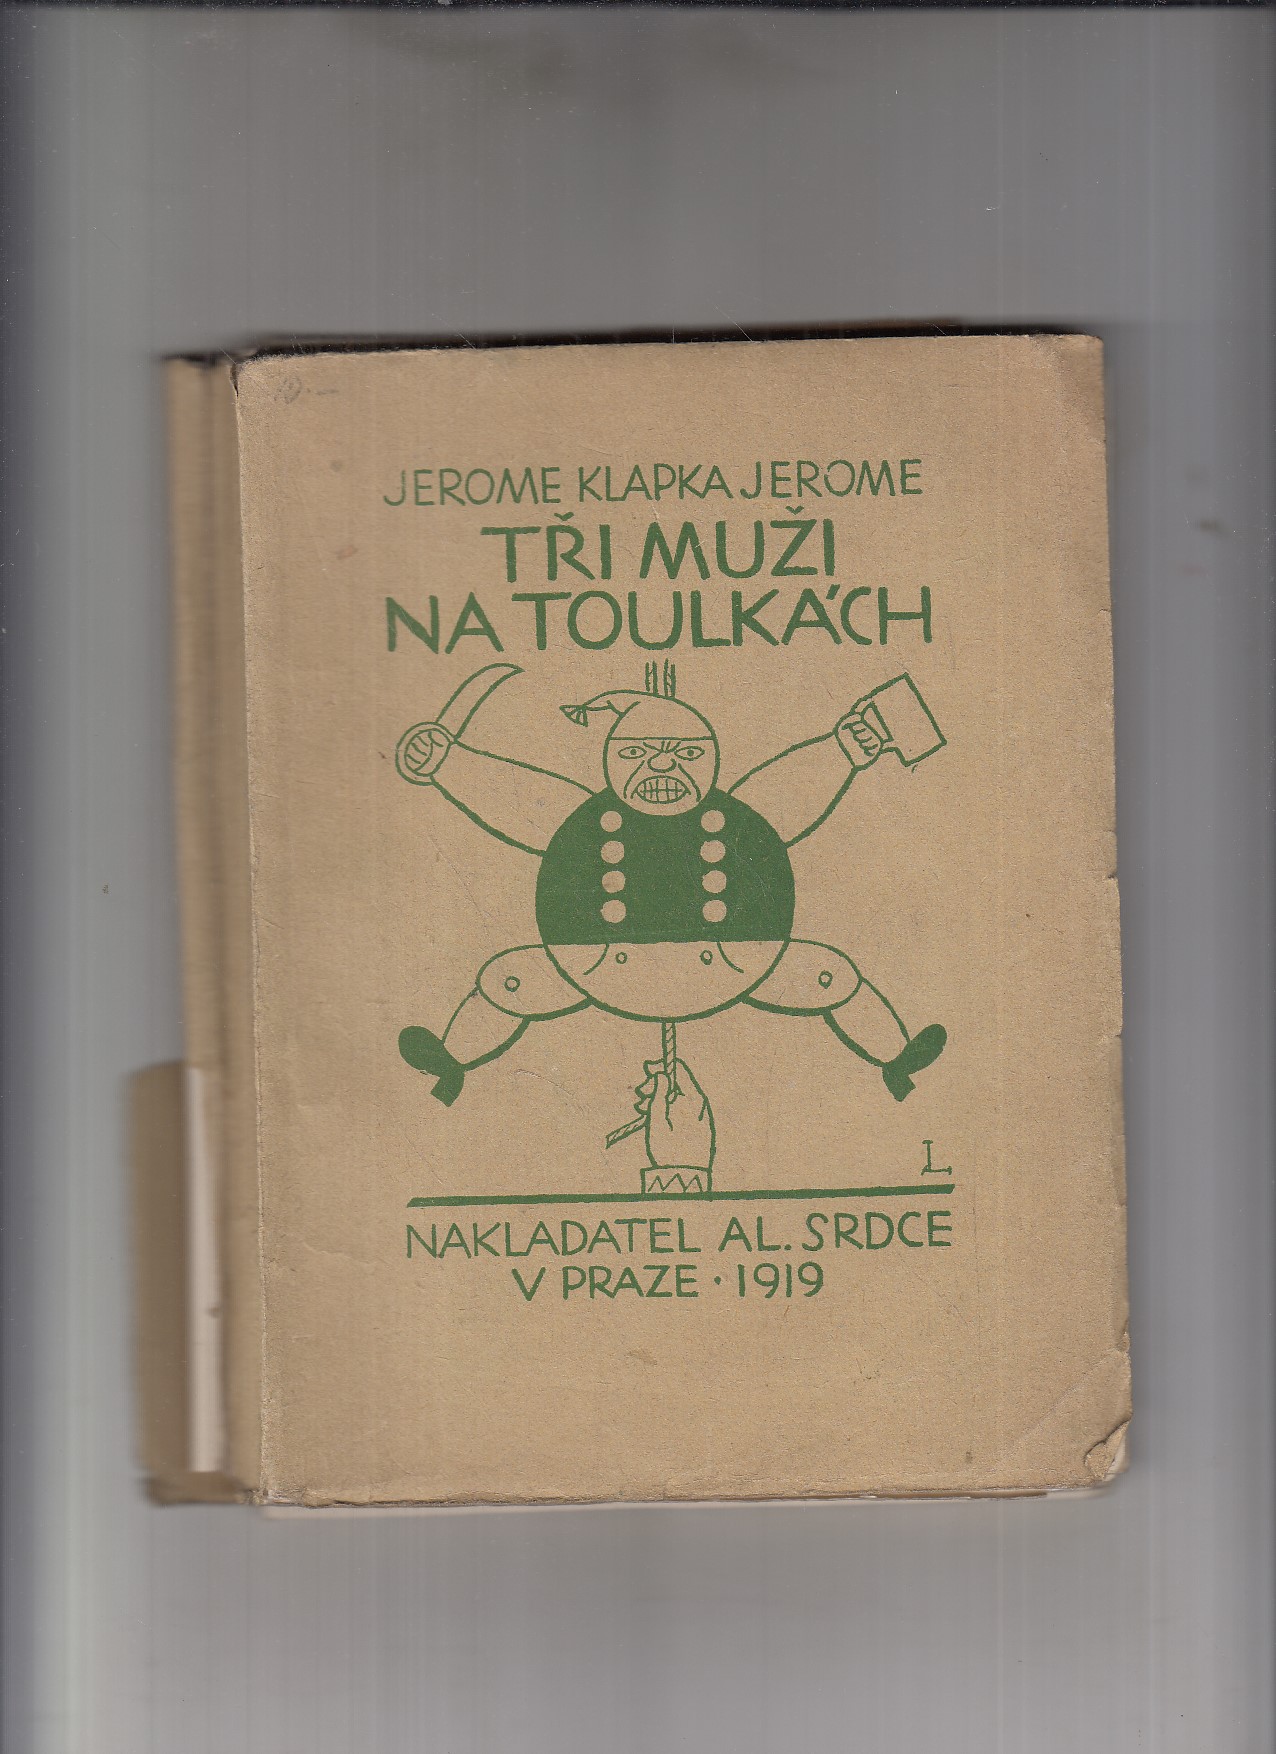 JEROME KLAPKA JEROME
TŘI MUŽI
NA TOULKÁCH
L
NAKLADATEL AL. SRDCE
V PRAZE · 1919